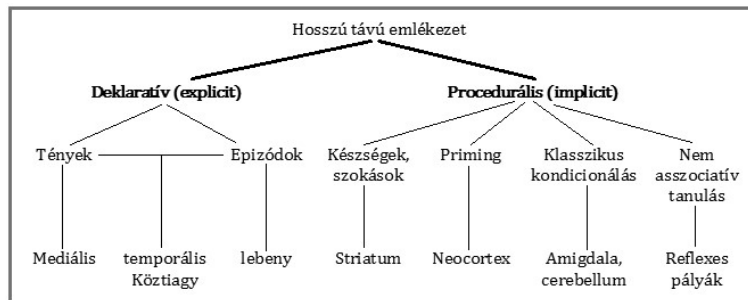 Hosszú távú emlékezet
Deklaratív (explicit) Procedurális (implicit)
Tények Epizódok Készségek, Priming Klasszikus Nem
szokások kondicionálás asszociatív
tanulás
Mediális temporális lebeny Striatum Neocortex Amigdala, Reflexes
Köztiagy cerebellum pályák